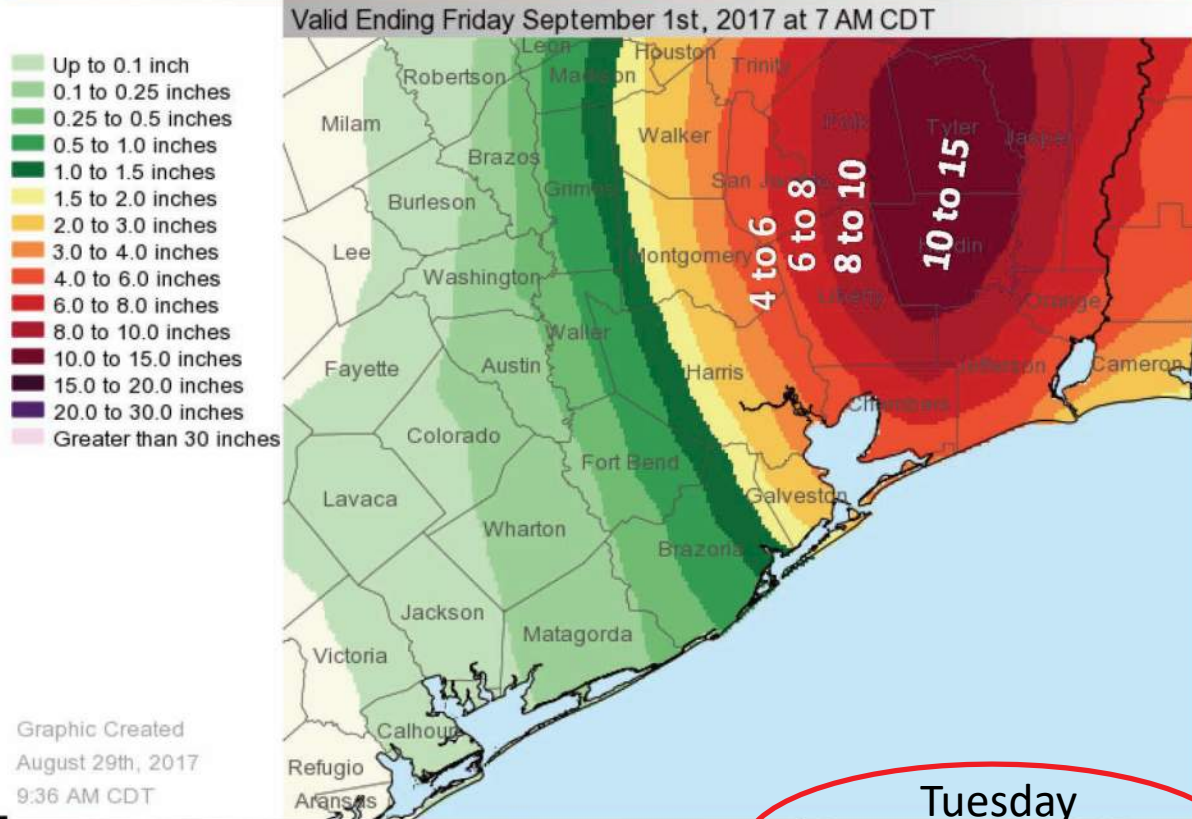 Valid Ending Friday September 1st, 2017 at 7 AM CDT
Up to 0.1 inch
0.1 to 0.25 inches
0.25 to 0.5 inches
0.5 to 1.0 inches
1.0 to 1.5 inches
1.5 to 2.0 inches
2.0 to 3.0 inches
3.0 to 4.0 inches
4.0 to 6.0 inches
6.0 to 8.0 inches
8.0 to 10.0 inches
10.0 to 15.0 inches
15.0 to 20.0 inches
20.0 to 30.0 inches
Greater than 30 inches
Leon
Houston
Robertson
Madison
Trinity
Milam
Walker
Polk
Tyler
Jasper
Brazos
Grimes
San Jacinto
Burleson
4 to 6
6 to 8
8 to 10
10 to 15
Lee
Montgomery
Hardin
Washington
Liberty
Orange
Waller
Fayette
Austin
Harris
Jefferson
Cameron
Chambers
Colorado
Fort Bend
Lavaca
Galveston
Wharton
Brazoria
Jackson
Matagorda
Victoria
Calhoun
Refugio
Aransas
Graphic Created
August 29th, 2017
9:36 AM CDT
Tuesday